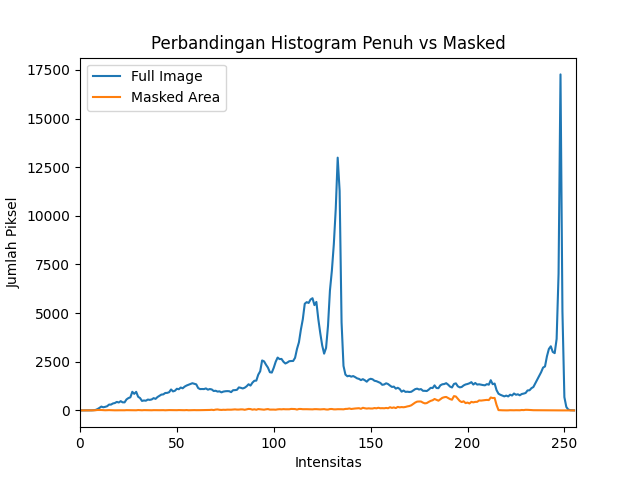 Perbandingan Histogram Penuh vs Masked
Full Image
Masked Area
17500
15000
12500
10000
7500
5000
2500
0
Jumlah Piksel
0 50 100 150 200 250
Intensitas